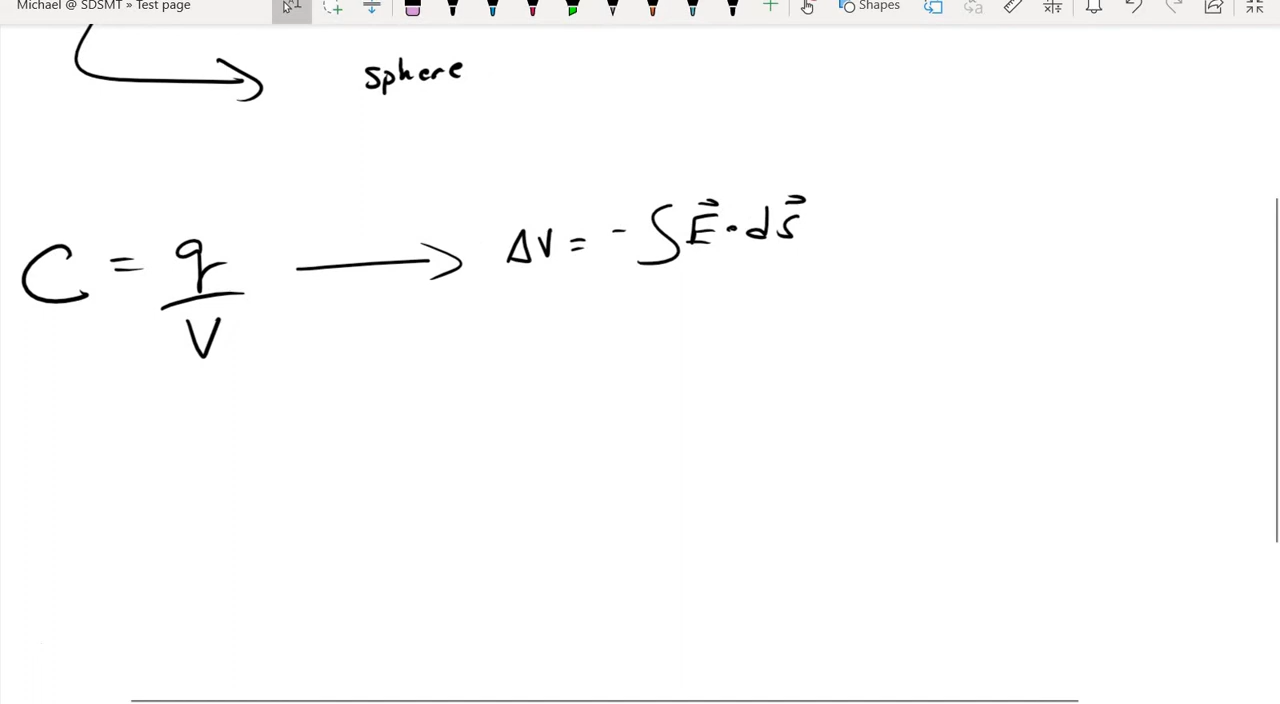 Michael @ SDSMT » Test page
Shapes
sphere
C = q/V → ΔV = -∫E⃗·ds⃗